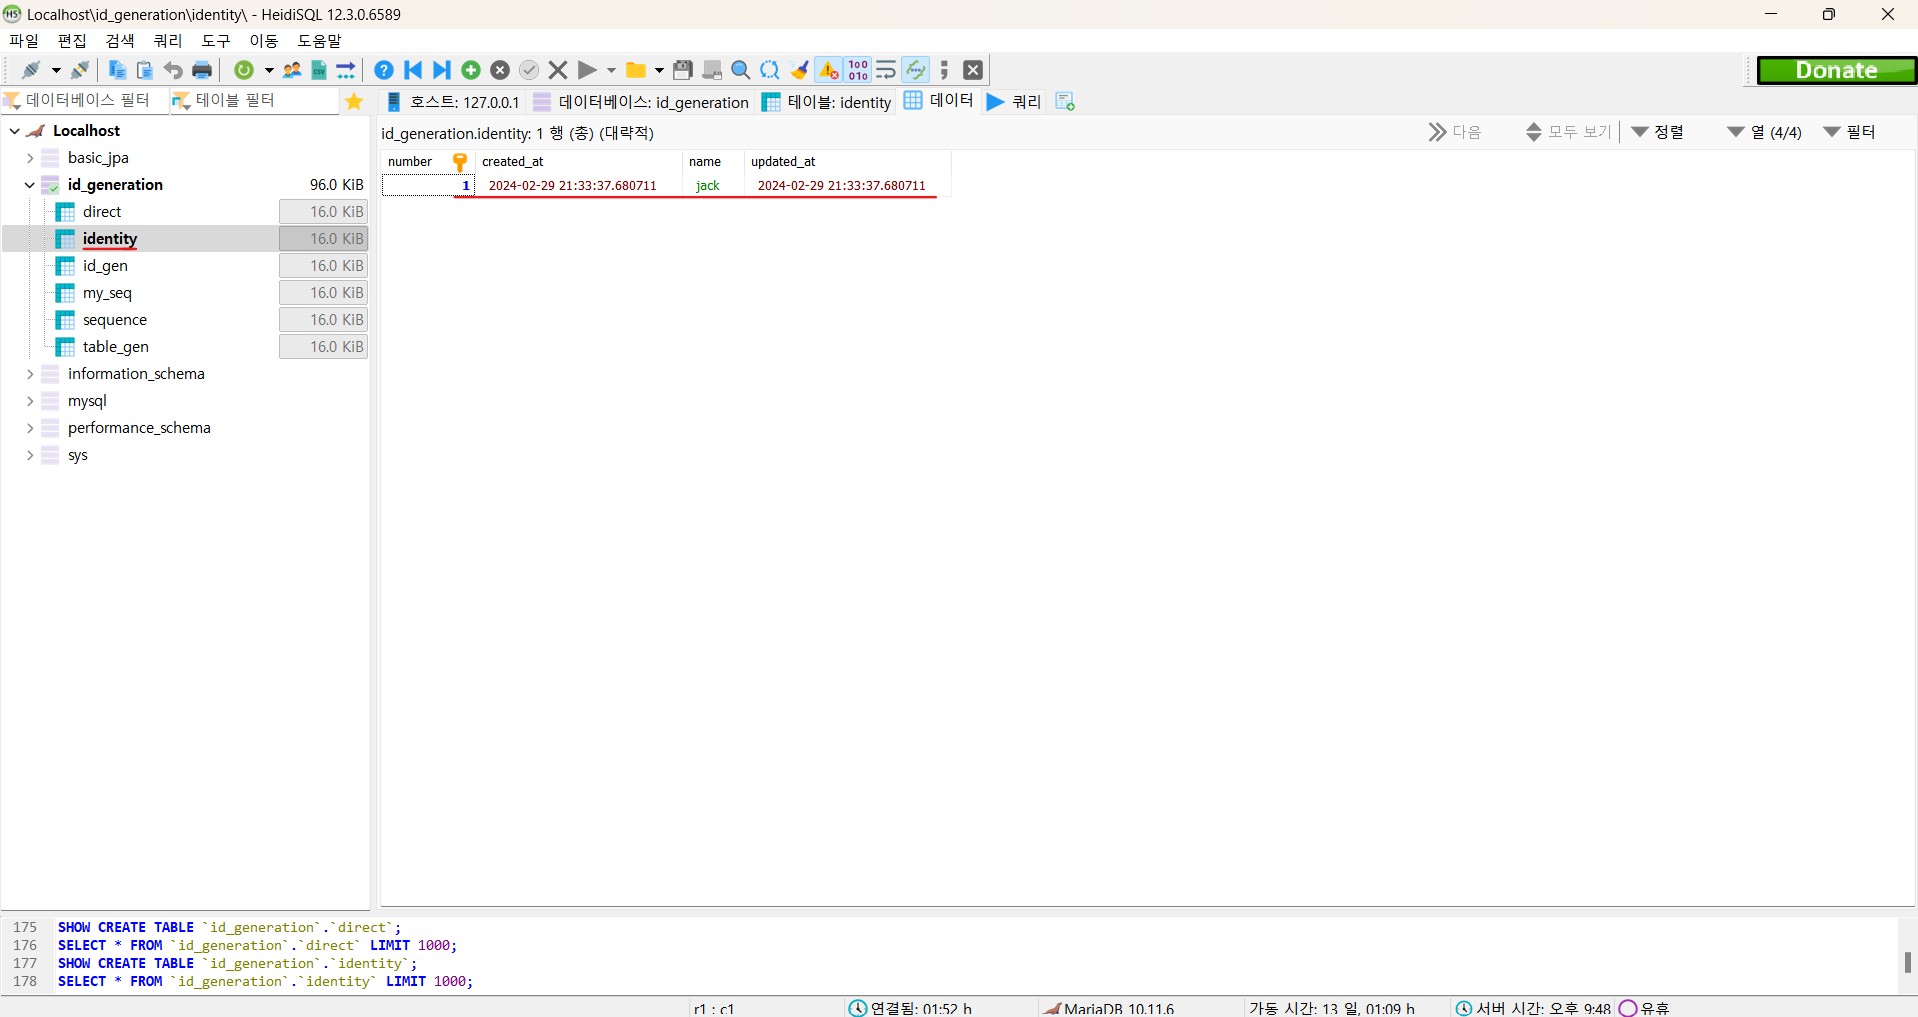 Localhost\id_generation\identity\ - HeidiSQL 12.3.0.6589
파일 편집 검색 쿼리 도구 이동 도움말
Donate
데이터베이스 필터 테이블 필터
호스트: 127.0.0.1 데이터베이스: id_generation 테이블: identity 데이터 쿼리
Localhost
basic_jpa
id_generation 96.0 KiB
direct 16.0 KiB
identity 16.0 KiB
id_gen 16.0 KiB
my_seq 16.0 KiB
sequence 16.0 KiB
table_gen 16.0 KiB
information_schema
mysql
performance_schema
sys
id_generation.identity: 1 행 (총) (대략적) 다음 모두 보기 정렬 열 (4/4) 필터
number created_at name updated_at
1 2024-02-29 21:33:37.680711 jack 2024-02-29 21:33:37.680711
175 SHOW CREATE TABLE `id_generation`.`direct`;
176 SELECT * FROM `id_generation`.`direct` LIMIT 1000;
177 SHOW CREATE TABLE `id_generation`.`identity`;
178 SELECT * FROM `id_generation`.`identity` LIMIT 1000;
r1 : c1 연결됨: 01:52 h MariaDB 10.11.6 가동 시간: 13 일, 01:09 h 서버 시간: 오후 9:48 유휴